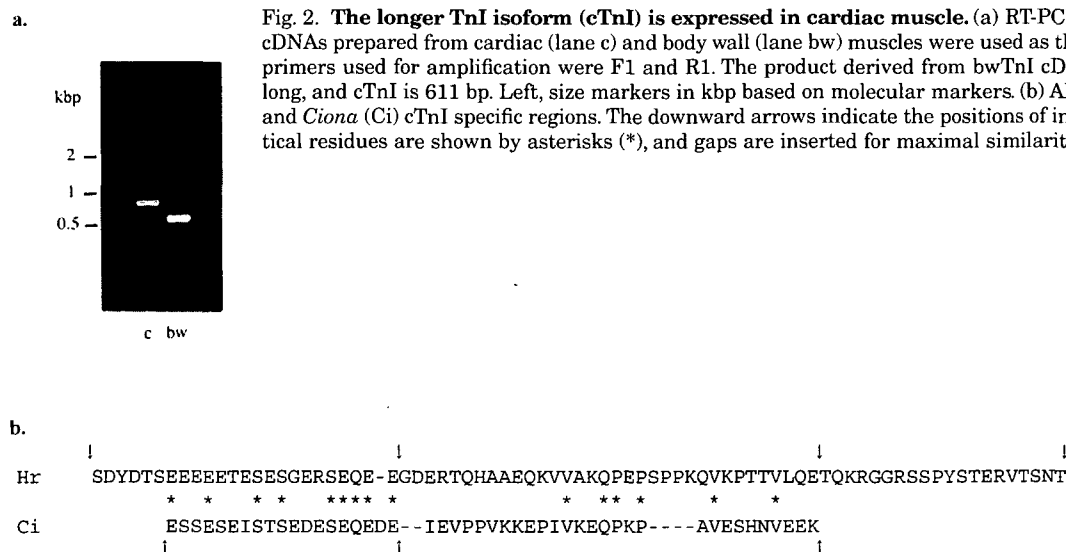 a.
Fig. 2. The longer TnI isoform (cTnI) is expressed in cardiac muscle. (a) RT-PC
cDNAs prepared from cardiac (lane c) and body wall (lane bw) muscles were used as th
primers used for amplification were F1 and R1. The product derived from bwTnI cD
long, and cTnI is 611 bp. Left, size markers in kbp based on molecular markers. (b) Al
and Ciona (Ci) cTnI specific regions. The downward arrows indicate the positions of in
tical residues are shown by asterisks (*), and gaps are inserted for maximal similarit
kbp
2
1
0.5
c bw
b.
Hr SDYDTSEEEEETESESGERSEQE-EGDERTQHAAEQKVVAKQPEPSPPKQVKPTTVLQETQKRGGRSSPYSTERVTSNT
* * * * **** * * ** * * *
Ci ESSESEISTSEDESEQEDE--IEVPPVKKEPIVKEQPKP----AVESHNVEEK